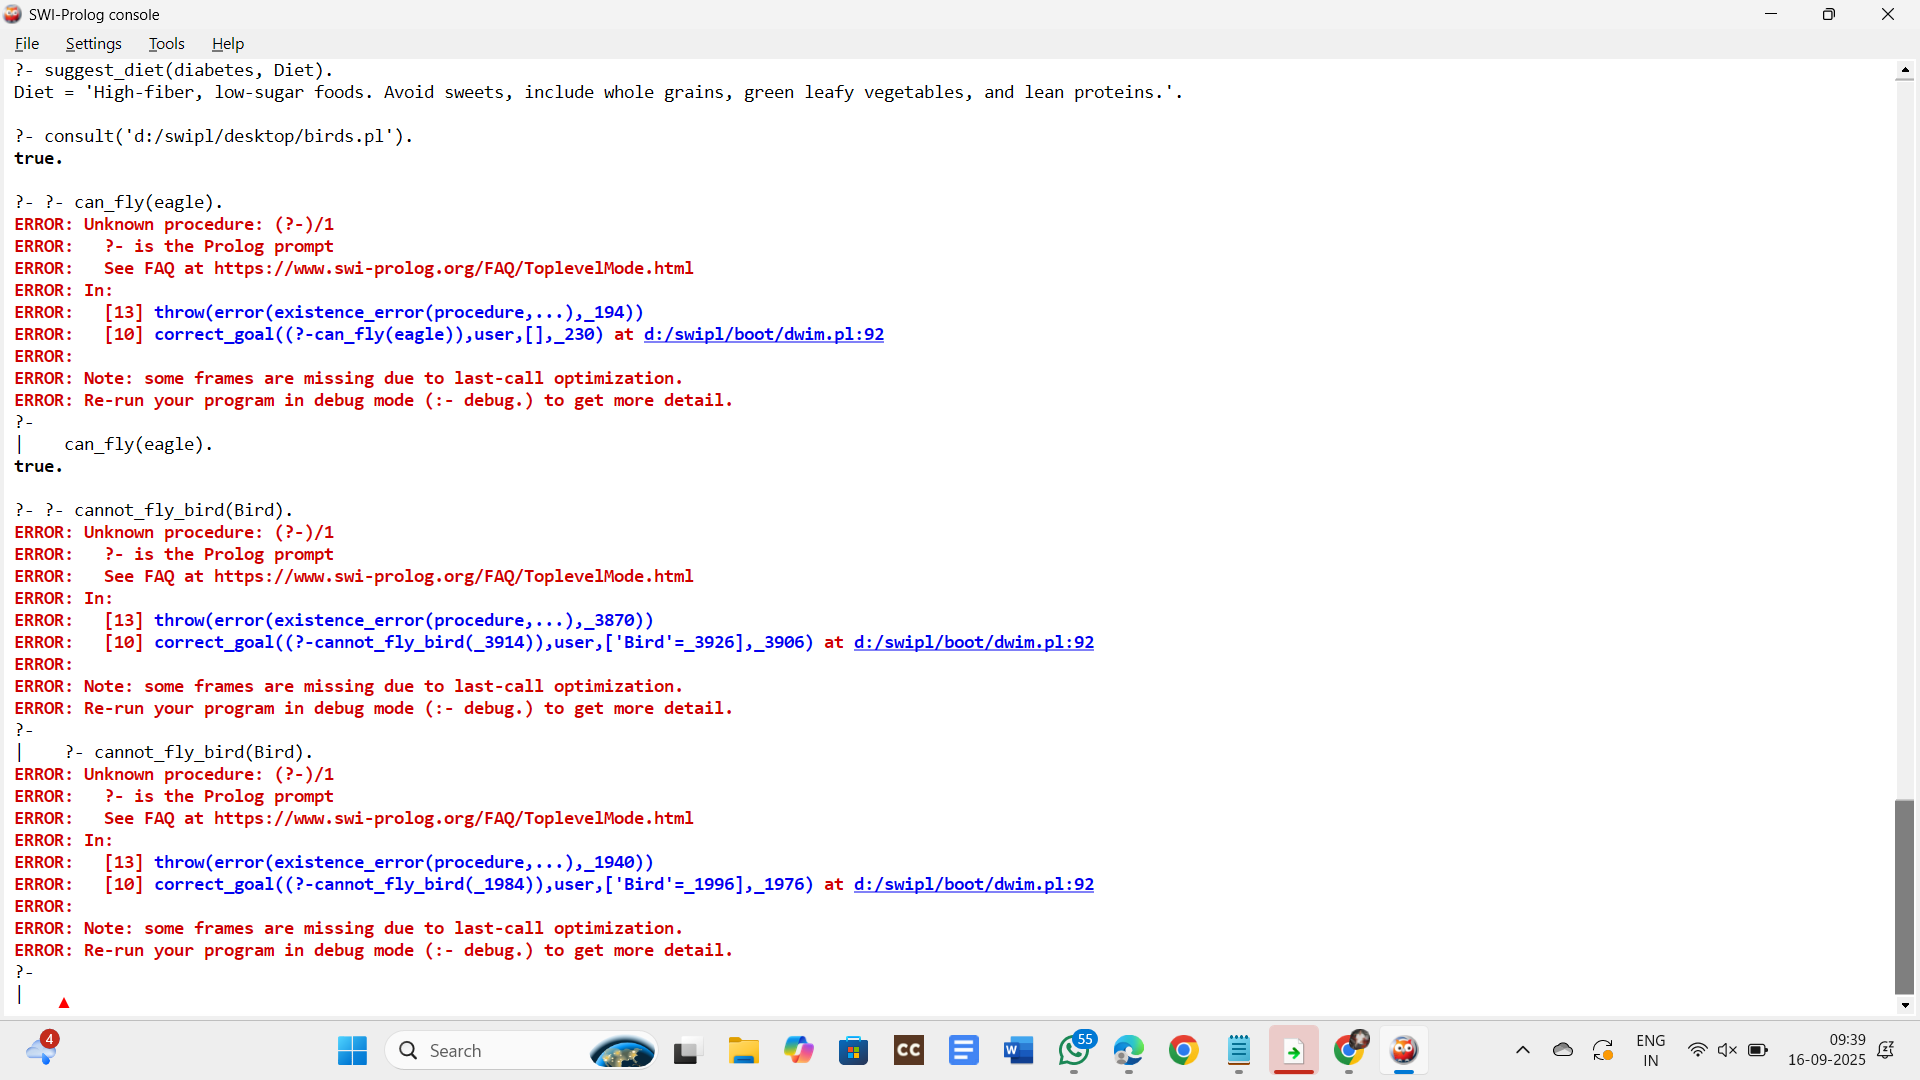 SWI-Prolog console
File Settings Tools Help
?- suggest_diet(diabetes, Diet).
Diet = 'High-fiber, low-sugar foods. Avoid sweets, include whole grains, green leafy vegetables, and lean proteins.'.
?- consult('d:/swipl/desktop/birds.pl').
true.
?- ?- can_fly(eagle).
ERROR: Unknown procedure: (?-)/1
ERROR:   ?- is the Prolog prompt
ERROR:   See FAQ at https://www.swi-prolog.org/FAQ/ToplevelMode.html
ERROR: In:
ERROR:   [13] throw(error(existence_error(procedure,...),_194))
ERROR:   [10] correct_goal((?-can_fly(eagle)),user,[],_230) at d:/swipl/boot/dwim.pl:92
ERROR:
ERROR: Note: some frames are missing due to last-call optimization.
ERROR: Re-run your program in debug mode (:- debug.) to get more detail.
?-
|    can_fly(eagle).
true.
?- ?- cannot_fly_bird(Bird).
ERROR: Unknown procedure: (?-)/1
ERROR:   ?- is the Prolog prompt
ERROR:   See FAQ at https://www.swi-prolog.org/FAQ/ToplevelMode.html
ERROR: In:
ERROR:   [13] throw(error(existence_error(procedure,...),_3870))
ERROR:   [10] correct_goal((?-cannot_fly_bird(_3914)),user,['Bird'=_3926],_3906) at d:/swipl/boot/dwim.pl:92
ERROR:
ERROR: Note: some frames are missing due to last-call optimization.
ERROR: Re-run your program in debug mode (:- debug.) to get more detail.
?-
|    ?- cannot_fly_bird(Bird).
ERROR: Unknown procedure: (?-)/1
ERROR:   ?- is the Prolog prompt
ERROR:   See FAQ at https://www.swi-prolog.org/FAQ/ToplevelMode.html
ERROR: In:
ERROR:   [13] throw(error(existence_error(procedure,...),_1940))
ERROR:   [10] correct_goal((?-cannot_fly_bird(_1984)),user,['Bird'=_1996],_1976) at d:/swipl/boot/dwim.pl:92
ERROR:
ERROR: Note: some frames are missing due to last-call optimization.
ERROR: Re-run your program in debug mode (:- debug.) to get more detail.
?-
|
4
Search
CC
W
55
ENG
IN
09:39
16-09-2025